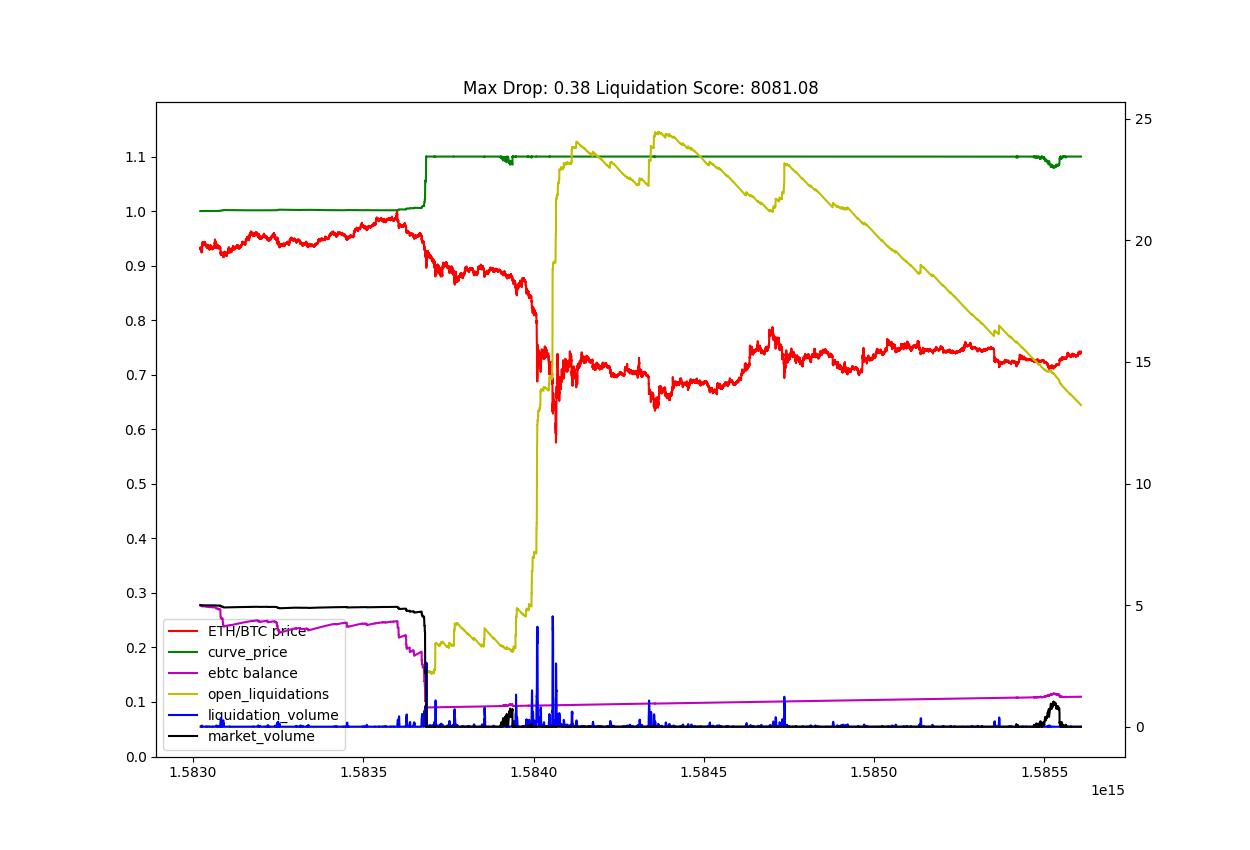 Max Drop: 0.38 Liquidation Score: 8081.08
1.1
1.0
0.9
0.8
0.7
0.6
0.5
0.4
0.3
0.2
0.1
0.0
25
20
15
10
5
0
ETH/BTC price
curve_price
ebtc balance
open_liquidations
liquidation_volume
market_volume
1.5830 1.5835 1.5840 1.5845 1.5850 1.5855
1e15